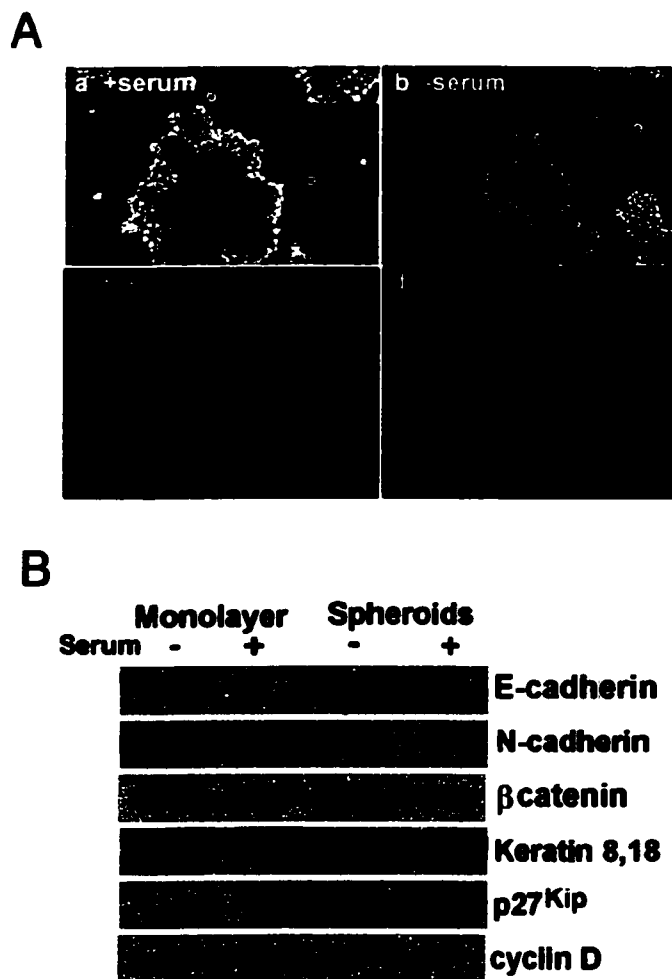 A
a +serum
b -serum
B
Monolayer Spheroids
Serum - + - +
E-cadherin
N-cadherin
βcatenin
Keratin 8,18
p27Kip
cyclin D